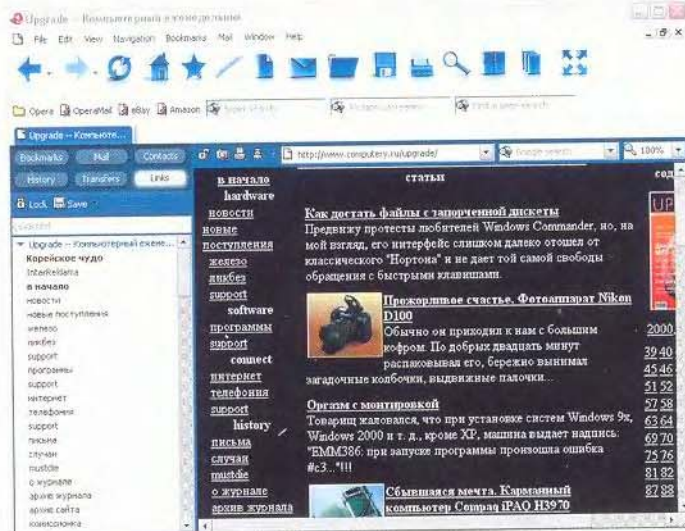 Upgrade -- Компьютерный еженедельник
File Edit View Navigation Bookmarks Mail Window Help
Opera OperaMail eBay Amazon
Upgrade -- Компьюте...
Bookmarks Mail Contacts
History Transfers Links
http://www.computery.ru/upgrade/
Google search
100%
Lock Save
Upgrade -- Компьютерный ежене...
Корейское чудо
InterReklama
в начало
новости
новые поступления
железо
ликбез
support
программы
support
интернет
телефония
support
письма
случаи
mustdie
о журнале
архив журнала
архив сайта
комиссионка
в начало
hardware
новости
новые
поступления
железо
ликбез
support
software
программы
support
connect
интернет
телефония
support
history
письма
случаи
mustdie
о журнале
архив журнала
статьи
Как достать файлы с запорченной дискеты
Предвижу протесты любителей Windows Commander, но, на
мой взгляд, его интерфейс слишком далеко отошел от
классического "Нортона" и не дает той самой свободы
обращения с быстрыми клавишами.
Прожорливое счастье. Фотоаппарат Nikon
D100
Обычно он приходил к нам с большим
кофром. По добрых двадцать минут
распаковывал его, бережно вынимал
загадочные колбочки, выдвижные палочки...
Оргазм с монтировкой
Товарищ жаловался, что при установке систем Windows 9x,
Windows 2000 и т. д., кроме XP, машина выдает надпись:
"EMM386: при запуске программы произошла ошибка
#c3..."!!!
Сбывшаяся мечта. Карманный
компьютер Compaq iPAQ H3970
сод
UP
2000
39 40
45 46
51 52
57 58
63 64
69 70
75 76
81 82
87 88